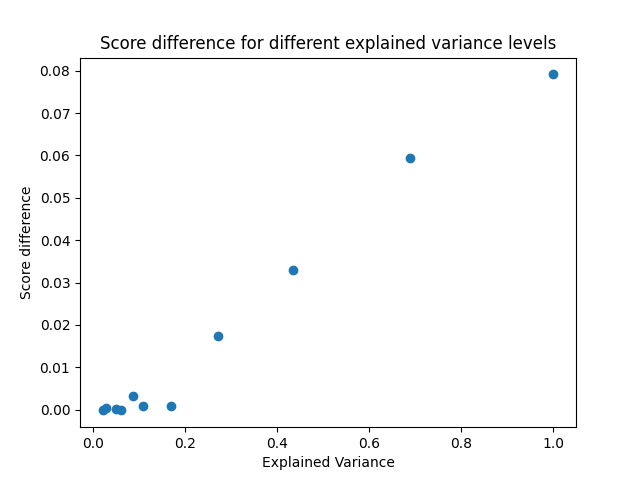 Score difference for different explained variance levels
Score difference
0.08
0.07
0.06
0.05
0.04
0.03
0.02
0.01
0.00
0.0 0.2 0.4 0.6 0.8 1.0
Explained Variance